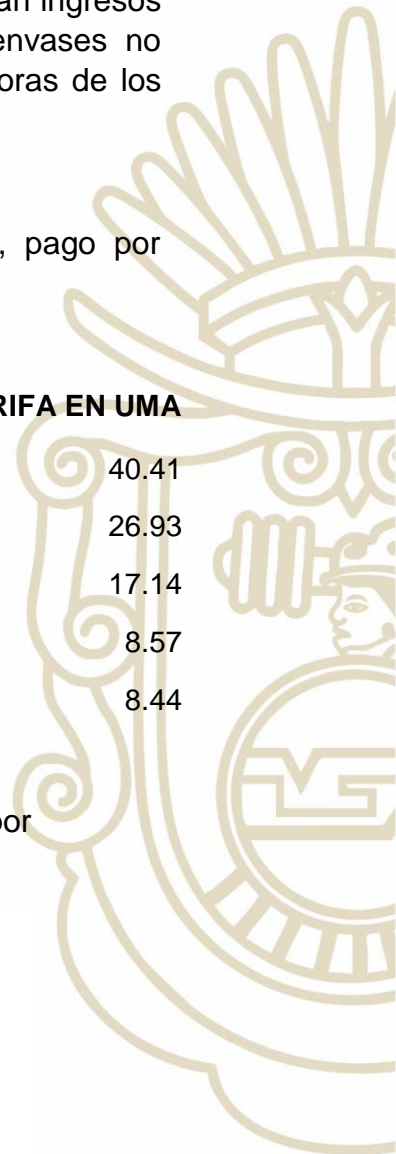 an ingresos
envases no
oras de los
, pago por
RIFA EN UMA
40.41
26.93
17.14
8.57
8.44
por